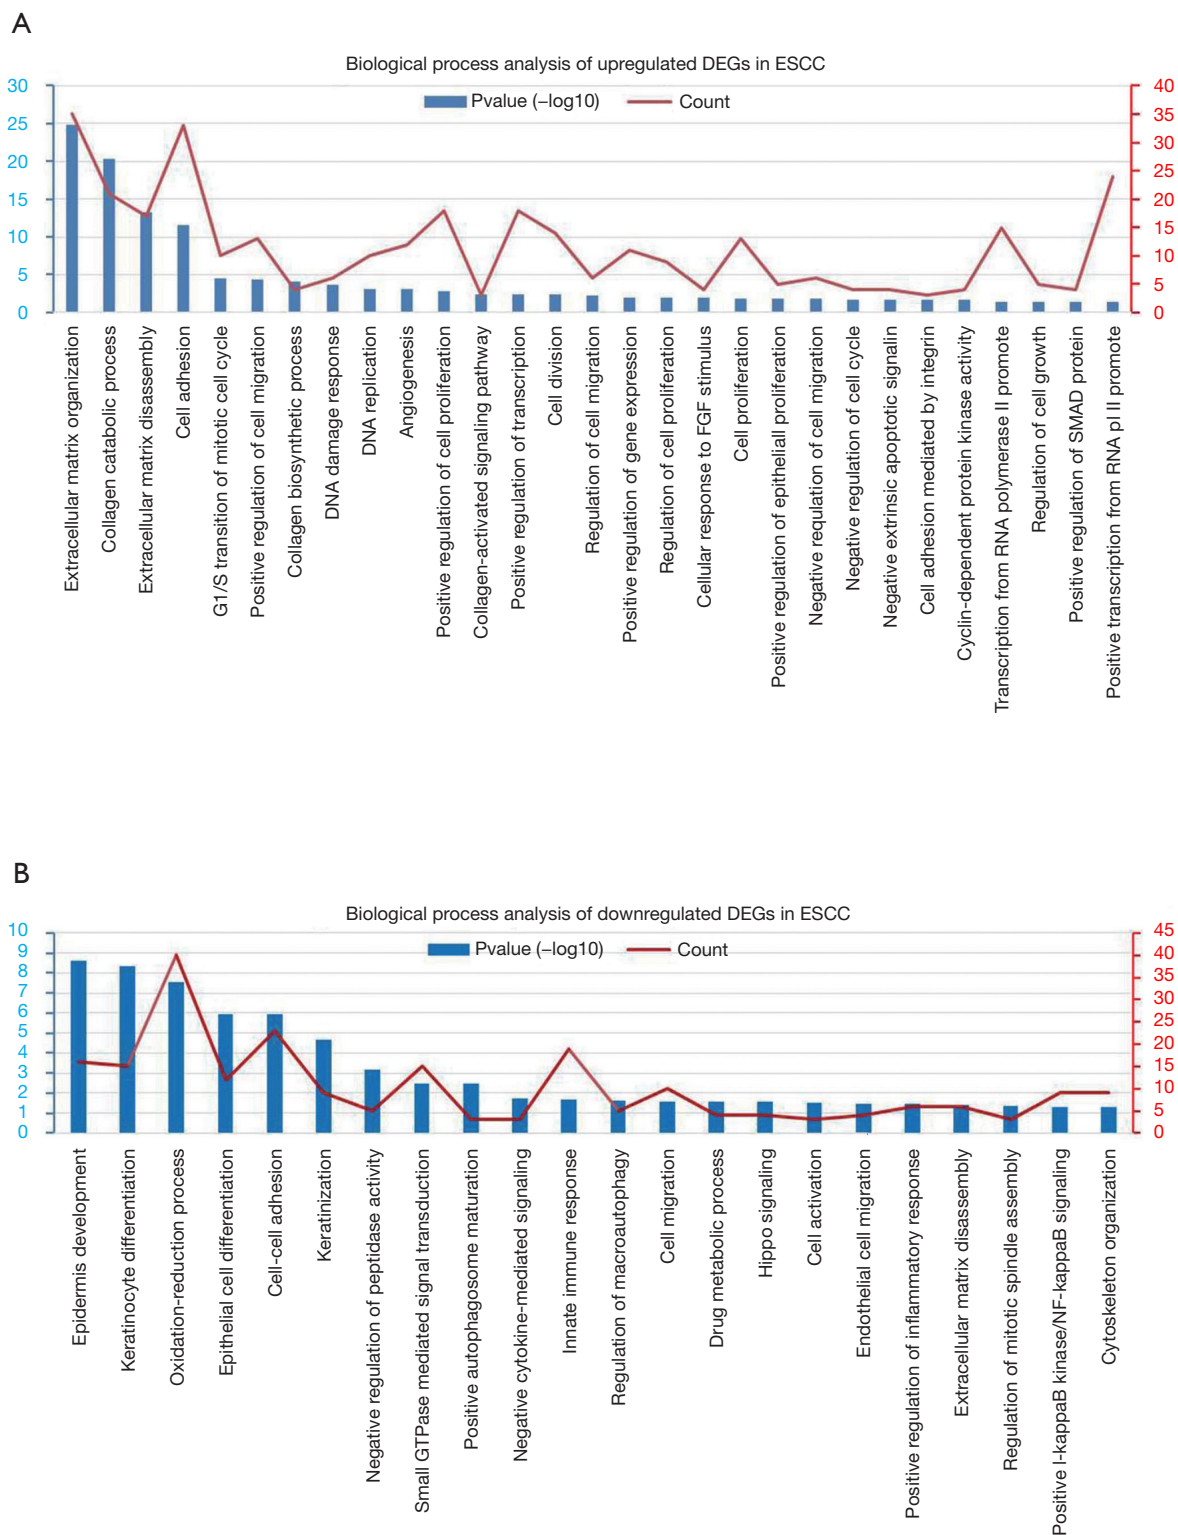 A
Biological process analysis of upregulated DEGs in ESCC
Pvalue (−log10)
Count
30
25
20
15
10
5
0
40
35
30
25
20
15
10
5
0
Extracellular matrix organization
Collagen catabolic process
Extracellular matrix disassembly
Cell adhesion
G1/S transition of mitotic cell cycle
Positive regulation of cell migration
Collagen biosynthetic process
DNA damage response
DNA replication
Angiogenesis
Positive regulation of cell proliferation
Collagen-activated signaling pathway
Positive regulation of transcription
Cell division
Regulation of cell migration
Positive regulation of gene expression
Regulation of cell proliferation
Cellular response to FGF stimulus
Cell proliferation
Positive regulation of epitheliall proliferation
Negative requlation of cell migration
Negative regulation of cell cycle
Negative extrinsic apoptotic signalin
Cell adhesion mediated by integrin
Cyclin-dependent protein kinase activity
Transcription from RNA polymerase II promote
Regulation of cell growth
Positive regulation of SMAD protein
Positive transcription from RNA pl II promote
B
Biological process analysis of downregulated DEGs in ESCC
Pvalue (−log10)
Count
10
9
8
7
6
5
4
3
2
1
0
45
40
35
30
25
20
15
10
5
0
Epidermis development
Keratinocyte differentiation
Oxidation-reduction process
Epithelial cell differentiation
Cell-cell adhesion
Keratinization
Negative regulation of peptidase activity
Small GTPase mediated signal transduction
Positive autophagosome maturation
Negative cytokine-mediated signaling
Innate immune response
Regulation of macroautophagy
Cell migration
Drug metabolic process
Hippo signaling
Cell activation
Endothelial cell migration
Positive regulation of inflammatory response
Extracellular matrix disassembly
Regulation of mitotic spindle assembly
Positive I-kappaB kinase/NF-kappaB signaling
Cytoskeleton organization